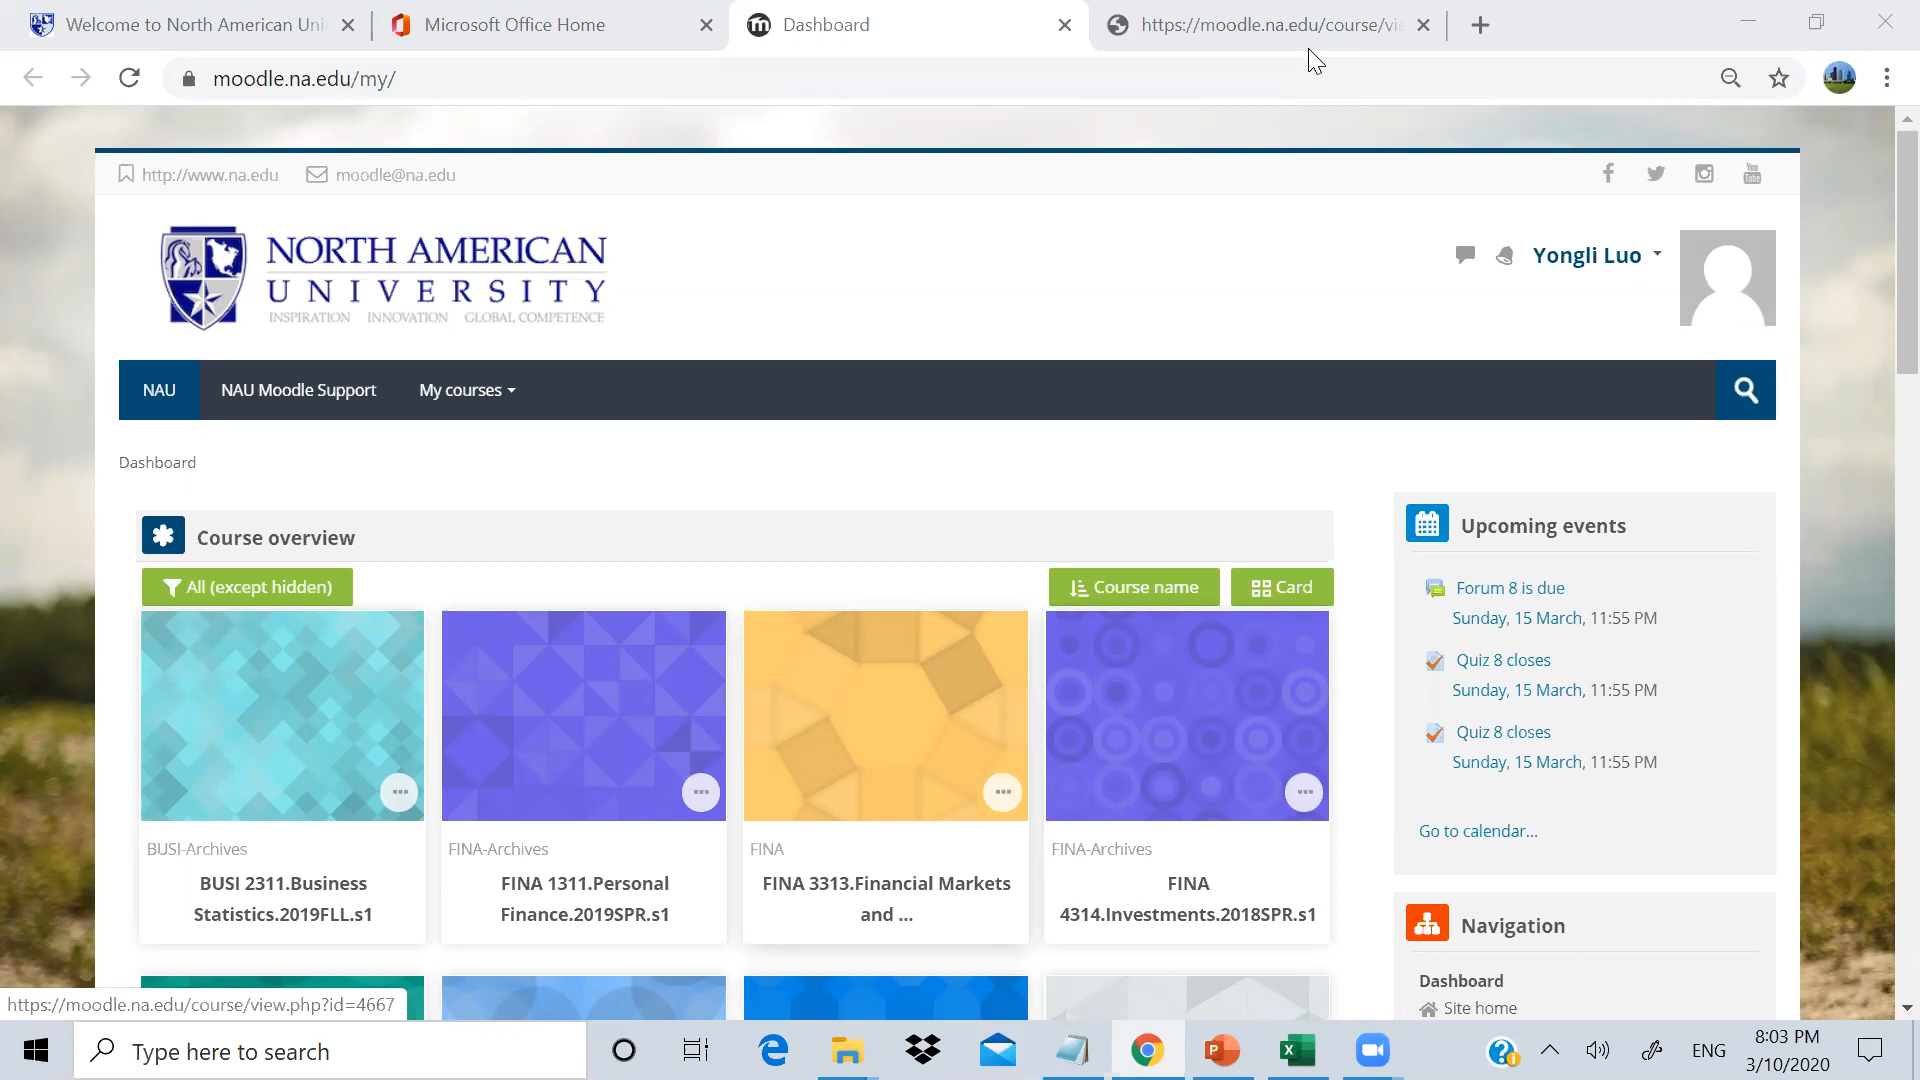 Welcome to North American Uni
Microsoft Office Home
Dashboard
https://moodle.na.edu/course/vie
moodle.na.edu/my/
http://www.na.edu
moodle@na.edu
You
Tube
NORTH AMERICAN
UNIVERSITY
INSPIRATION INNOVATION GLOBAL COMPETENCE
Yongli Luo
NAU
NAU Moodle Support
My courses
Dashboard
Course overview
All (except hidden)
Course name
Card
BUSI-Archives
BUSI 2311.Business
Statistics.2019FLL.s1
FINA-Archives
FINA 1311.Personal
Finance.2019SPR.s1
FINA
FINA 3313.Financial Markets
and ...
FINA-Archives
FINA
4314.Investments.2018SPR.s1
Upcoming events
Forum 8 is due
Sunday, 15 March, 11:55 PM
Quiz 8 closes
Sunday, 15 March, 11:55 PM
Quiz 8 closes
Sunday, 15 March, 11:55 PM
Go to calendar...
Navigation
Dashboard
Site home
https://moodle.na.edu/course/view.php?id=4667
Type here to search
ENG
8:03 PM
3/10/2020